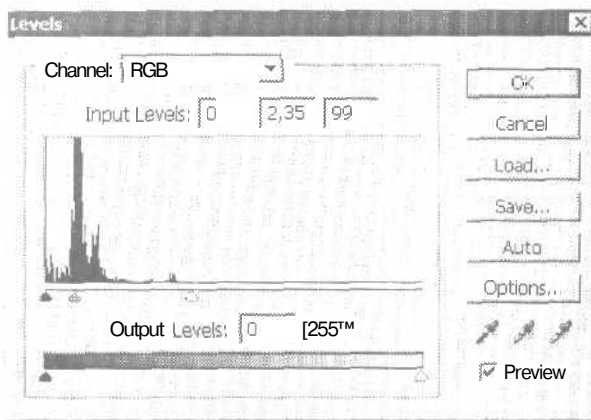 Levels
Channel: RGB
Input Levels: 0 2,35 99
Output Levels: 0 [255™
OK
Cancel
Load...
Save...
Auto
Options...
Preview